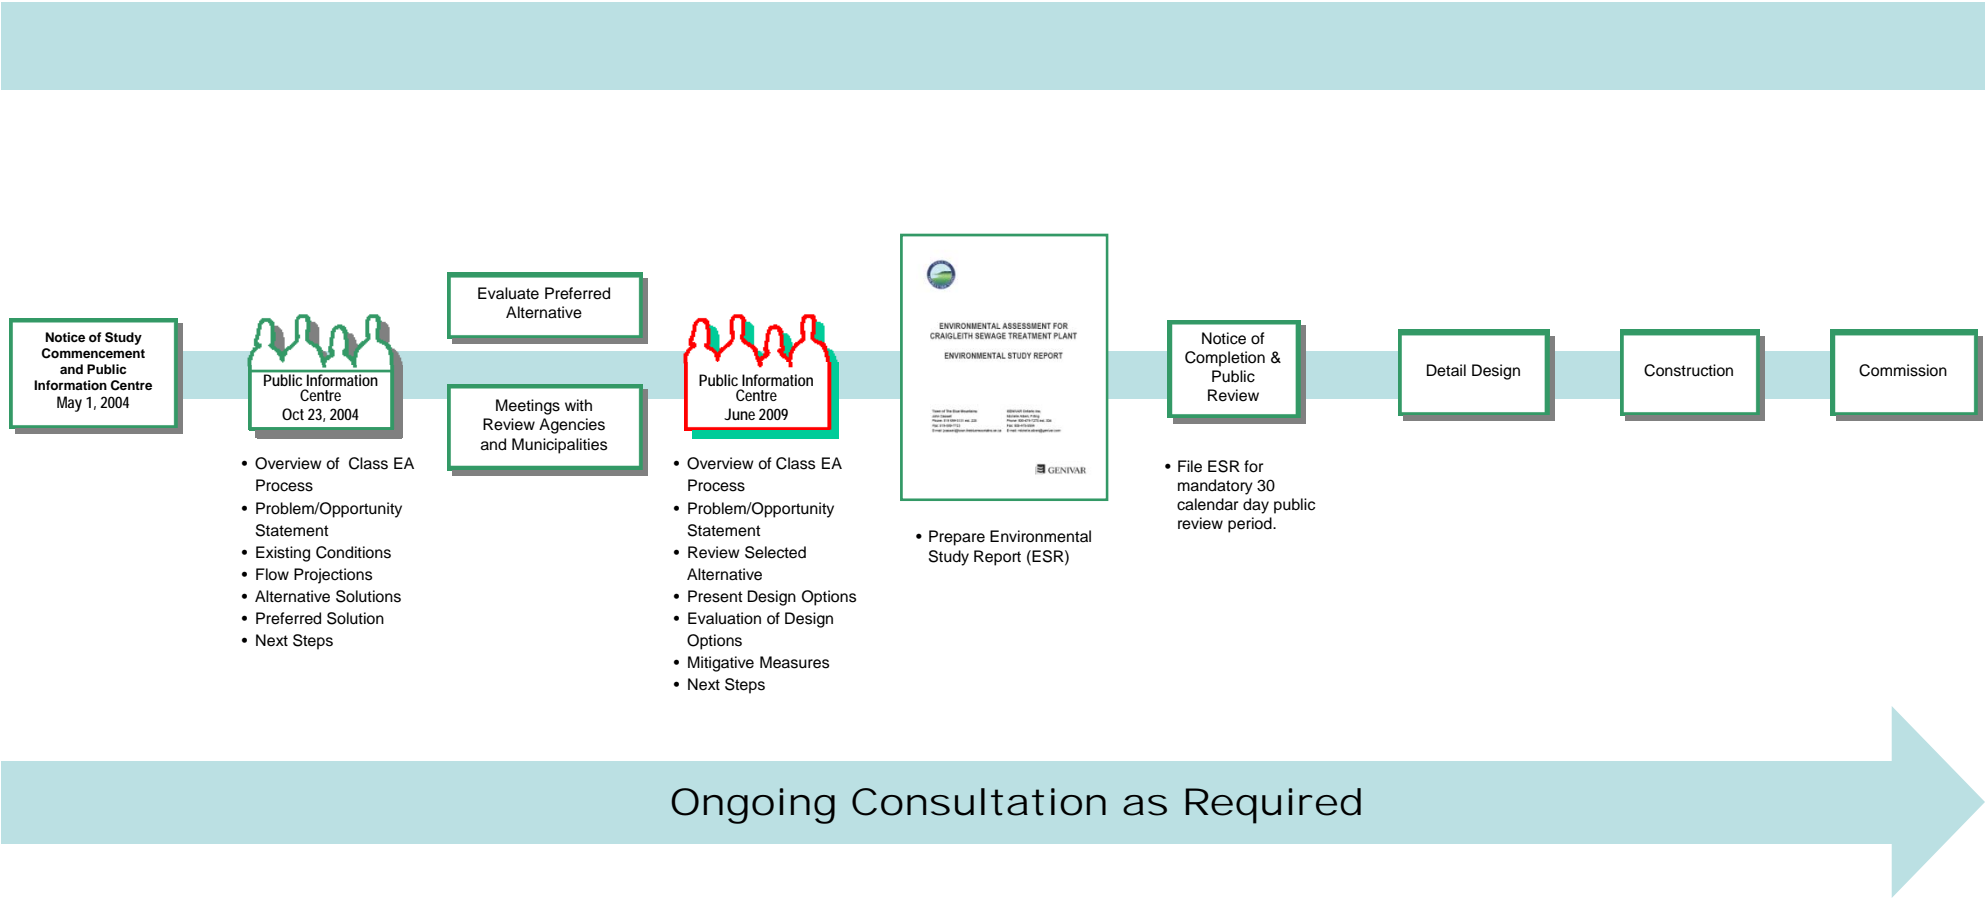 Notice of Study
Commencement
and Public
Information Centre
May 1, 2004
Public Information
Centre
Oct 23, 2004
• Overview of Class EA
Process
• Problem/Opportunity
Statement
• Existing Conditions
• Flow Projections
• Alternative Solutions
• Preferred Solution
• Next Steps
Evaluate Preferred
Alternative
Meetings with
Review Agencies
and Municipalities
Public Information
Centre
June 2009
• Overview of Class EA
Process
• Problem/Opportunity
Statement
• Review Selected
Alternative
• Present Design Options
• Evaluation of Design
Options
• Mitigative Measures
• Next Steps
ENVIRONMENTAL ASSESSMENT FOR
CRAIGLEITH SEWAGE TREATMENT PLANT
ENVIRONMENTAL STUDY REPORT
Town of The Blue Mountains
GENIVAR
• Prepare Environmental
Study Report (ESR)
Notice of
Completion &
Public
Review
• File ESR for
mandatory 30
calendar day public
review period.
Detail Design
Construction
Commission
Ongoing Consultation as Required